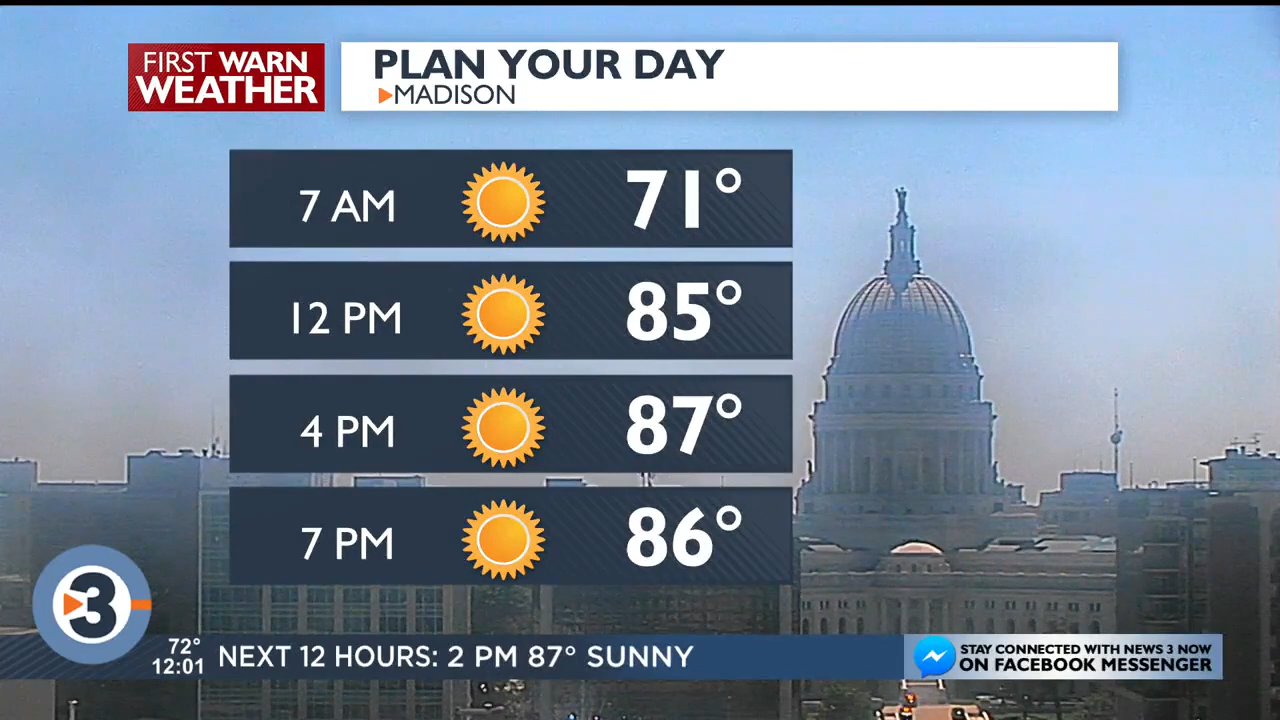 FIRST WARN
WEATHER
PLAN YOUR DAY
MADISON
7 AM 71°
12 PM 85°
4 PM 87°
7 PM 86°
3
72°
12:01
NEXT 12 HOURS: 2 PM 87° SUNNY
STAY CONNECTED WITH NEWS 3 NOW
ON FACEBOOK MESSENGER